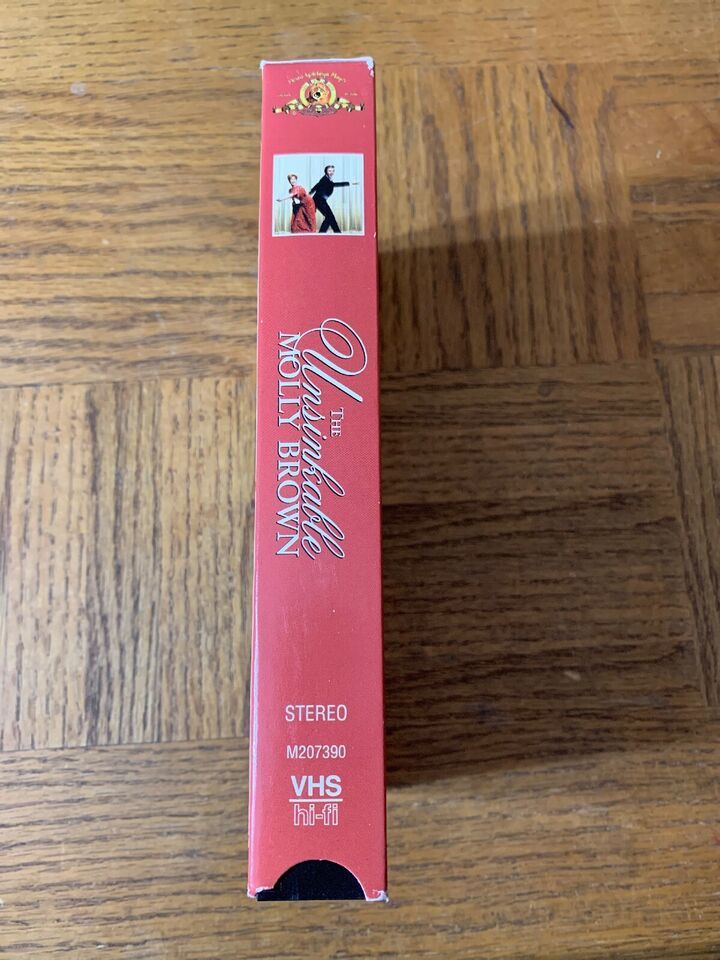 THE
Unsinkable
MOLLY BROWN
STEREO
M207390
VHS
hi-fi